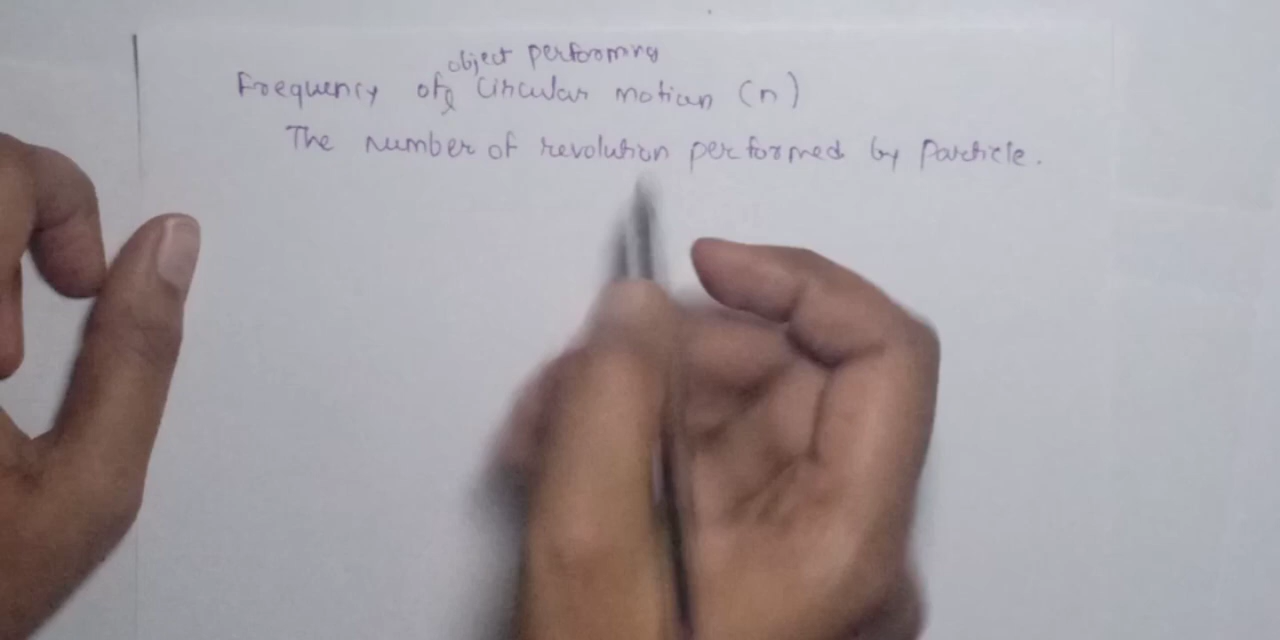 object performing
Frequency of circular motion (n)
The number of revolution performed by particle.